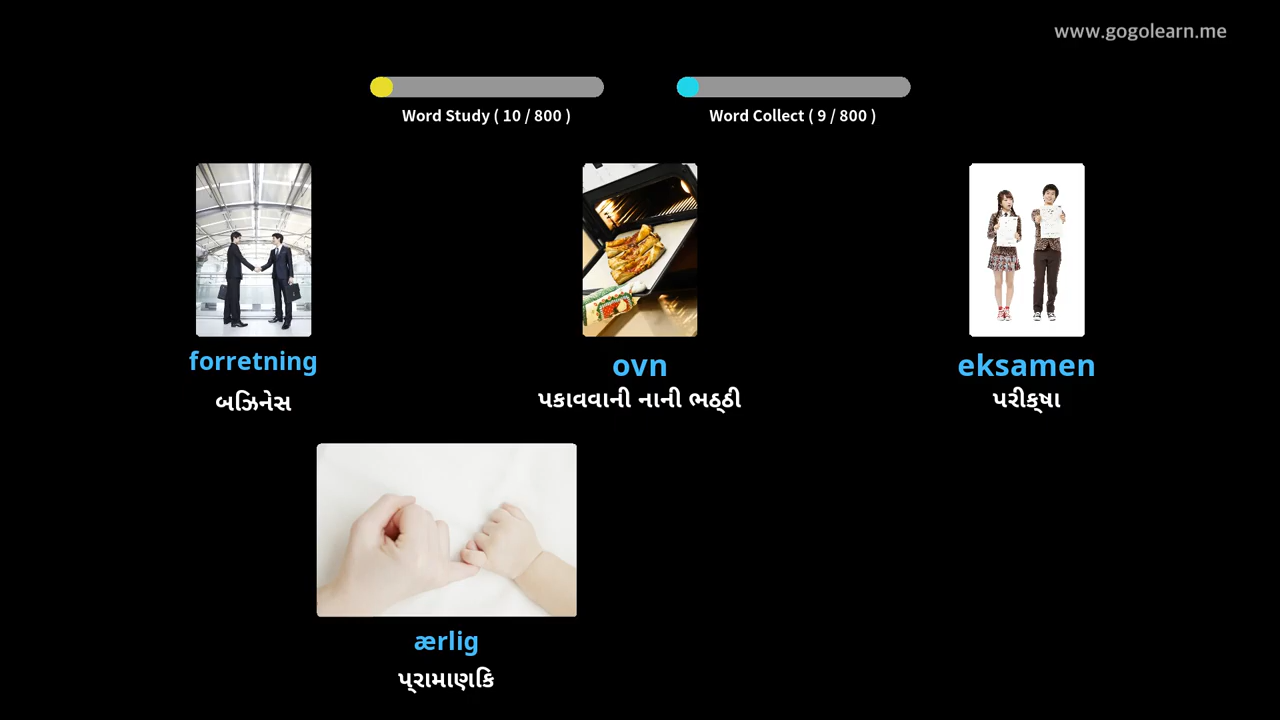 www.gogolearn.me
Word Study ( 10 / 800 )
Word Collect ( 9 / 800 )
forretning
ovn
eksamen
બઝિનેસ
પકાવવાની નાની ભઠ્ઠી
પરીક્ષા
ærlig
પ્રામાણકિ